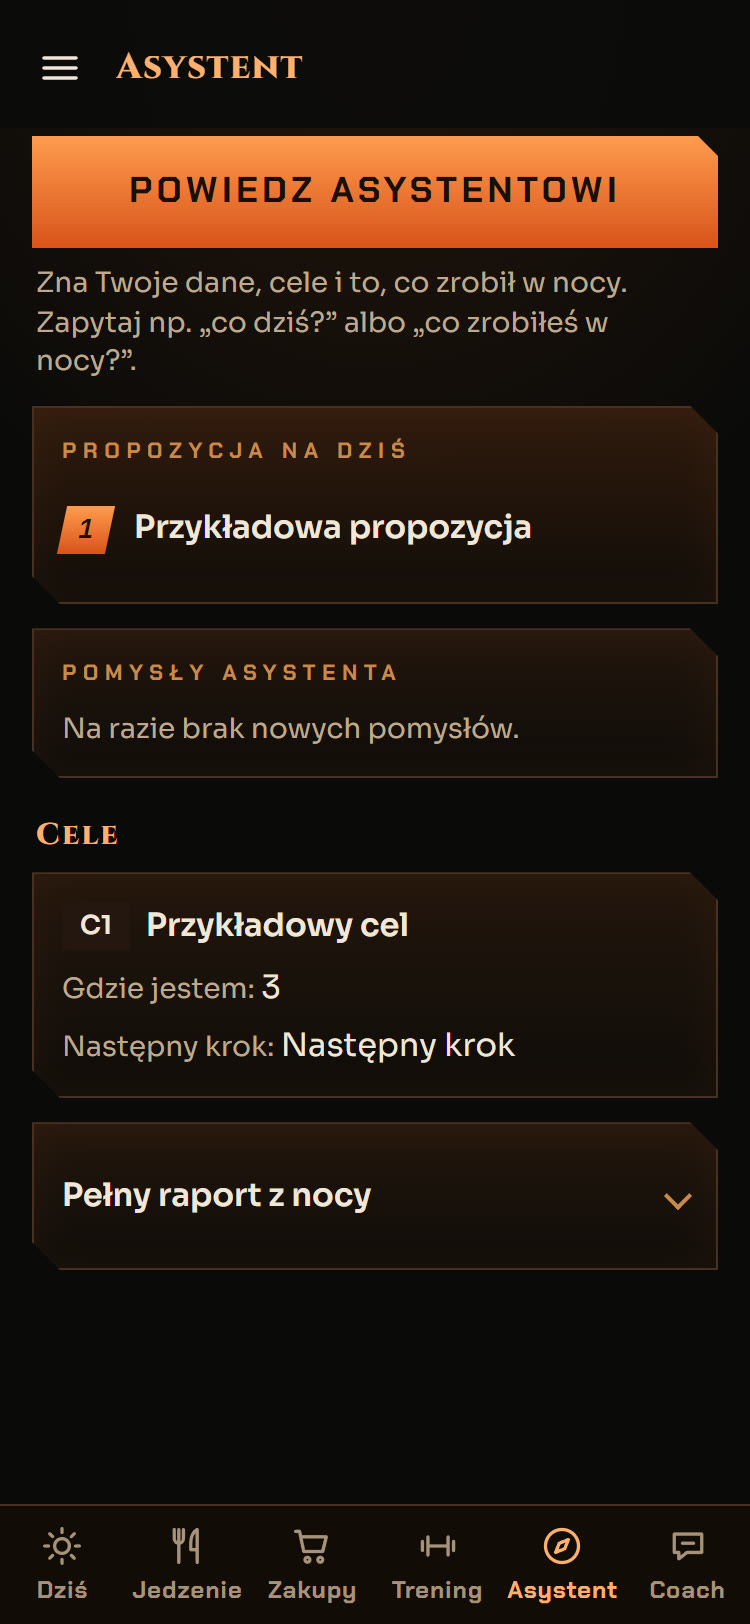 Asystent
POWIEDZ ASYSTENTOWI
Zna Twoje dane, cele i to, co zrobił w nocy.
Zapytaj np. „co dziś?” albo „co zrobiłeś w
nocy?”.
PROPOZYCJA NA DZIŚ
1 Przykładowa propozycja
POMYSŁY ASYSTENTA
Na razie brak nowych pomysłów.
Cele
C1 Przykładowy cel
Gdzie jestem: 3
Następny krok: Następny krok
Pełny raport z nocy
Dziś Jedzenie Zakupy Trening Asystent Coach